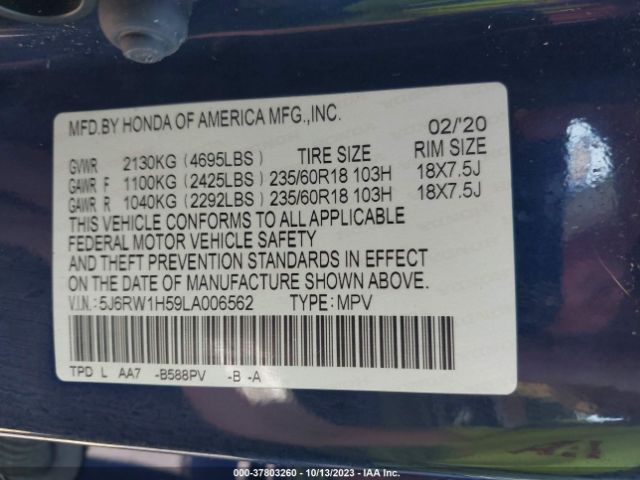 MFD.BY HONDA OF AMERICA MFG.,INC. 02/'20
GVWR 2130KG (4695LBS) TIRE SIZE RIM SIZE
GAWR F 1100KG (2425LBS) 235/60R18 103H 18X7.5J
GAWR R 1040KG (2292LBS) 235/60R18 103H 18X7.5J
THIS VEHICLE CONFORMS TO ALL APPLICABLE
FEDERAL MOTOR VEHICLE SAFETY
AND THEFT PREVENTION STANDARDS IN EFFECT
ON THE DATE OF MANUFACTURE SHOWN ABOVE.
V.I.N.: 5J6RW1H59LA006562 TYPE:MPV
TPD L AA7 -B588PV -B -A
00-37803260 - 10/13/2023 - IAA Inc.